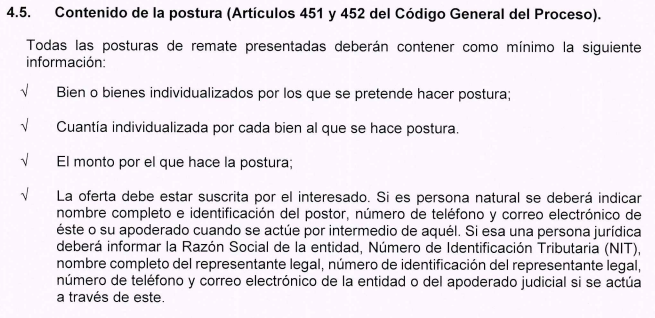 4.5. Contenido de la postura (Artículos 451 y 452 del Código General del Proceso).
Todas las posturas de remate presentadas deberán contener como mínimo la siguiente
información:
√ Bien o bienes individualizados por los que se pretende hacer postura;
√ Cuantía individualizada por cada bien al que se hace postura.
√ El monto por el que hace la postura;
√ La oferta debe estar suscrita por el interesado. Si es persona natural se deberá indicar
nombre completo e identificación del postor, número de teléfono y correo electrónico de
éste o su apoderado cuando se actúe por intermedio de aquél. Si esa una persona jurídica
deberá informar la Razón Social de la entidad, Número de Identificación Tributaria (NIT),
nombre completo del representante legal, número de identificación del representante legal,
número de teléfono y correo electrónico de la entidad o del apoderado judicial si se actúa
a través de este.